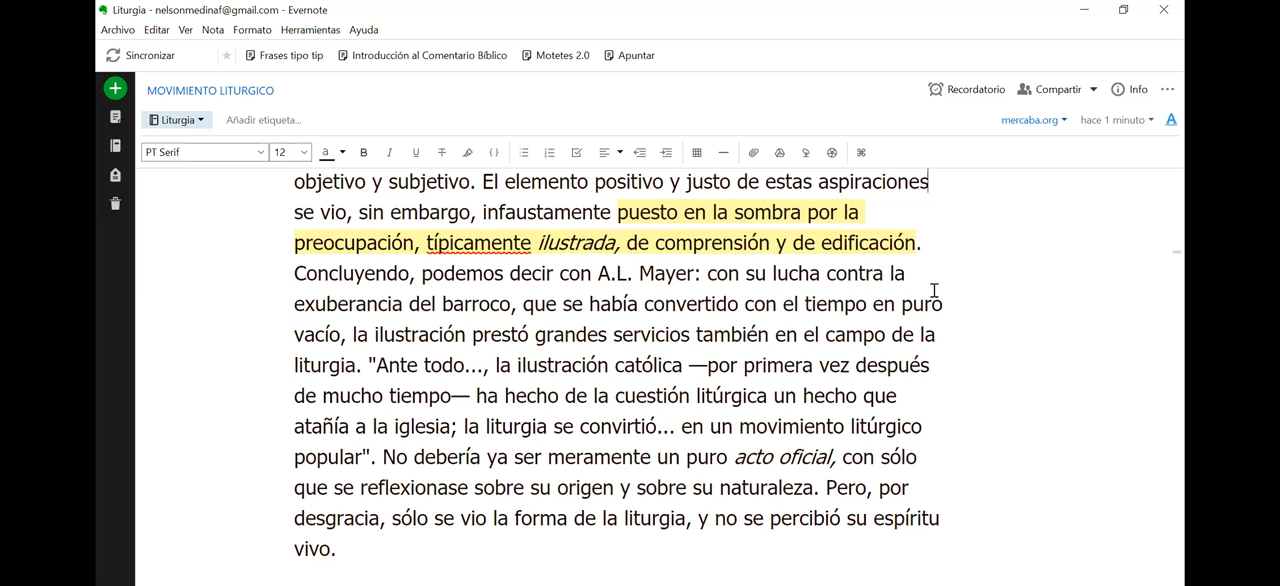 Liturgia - nelsonmedinaf@gmail.com - Evernote
Archivo Editar Ver Nota Formato Herramientas Ayuda
Sincronizar Frases tipo tip Introducción al Comentario Bíblico Motetes 2.0 Apuntar
MOVIMIENTO LITURGICO Recordatorio Compartir Info
Liturgia Añadir etiqueta... mercaba.org hace 1 minuto A
PT Serif 12 a B I U T
objetivo y subjetivo. El elemento positivo y justo de estas aspiraciones
se vio, sin embargo, infaustamente puesto en la sombra por la
preocupación, típicamente ilustrada, de comprensión y de edificación.
Concluyendo, podemos decir con A.L. Mayer: con su lucha contra la
exuberancia del barroco, que se había convertido con el tiempo en puro
vacío, la ilustración prestó grandes servicios también en el campo de la
liturgia. "Ante todo..., la ilustración católica —por primera vez después
de mucho tiempo— ha hecho de la cuestión litúrgica un hecho que
atañía a la iglesia; la liturgia se convirtió... en un movimiento litúrgico
popular". No debería ya ser meramente un puro acto oficial, con sólo
que se reflexionase sobre su origen y sobre su naturaleza. Pero, por
desgracia, sólo se vio la forma de la liturgia, y no se percibió su espíritu
vivo.